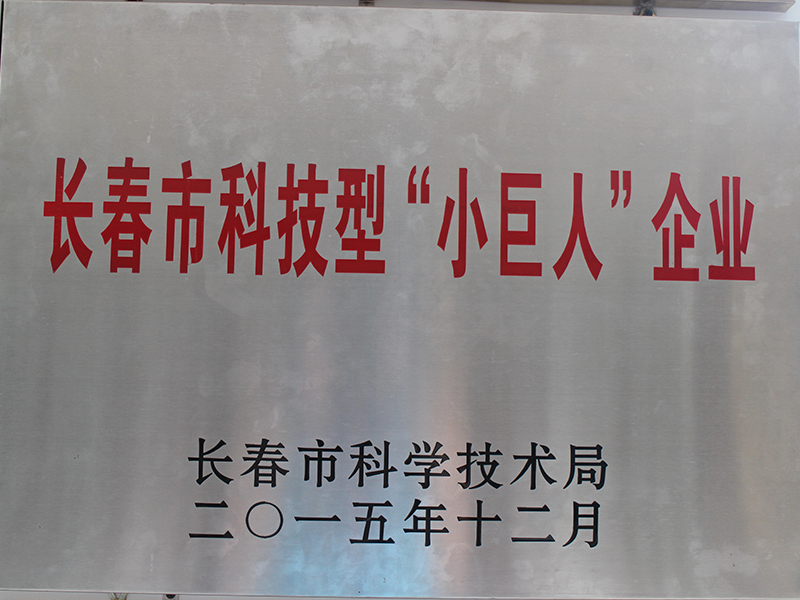 长春市科技型“小巨人”企业
长春市科学技术局
二〇一五年十二月